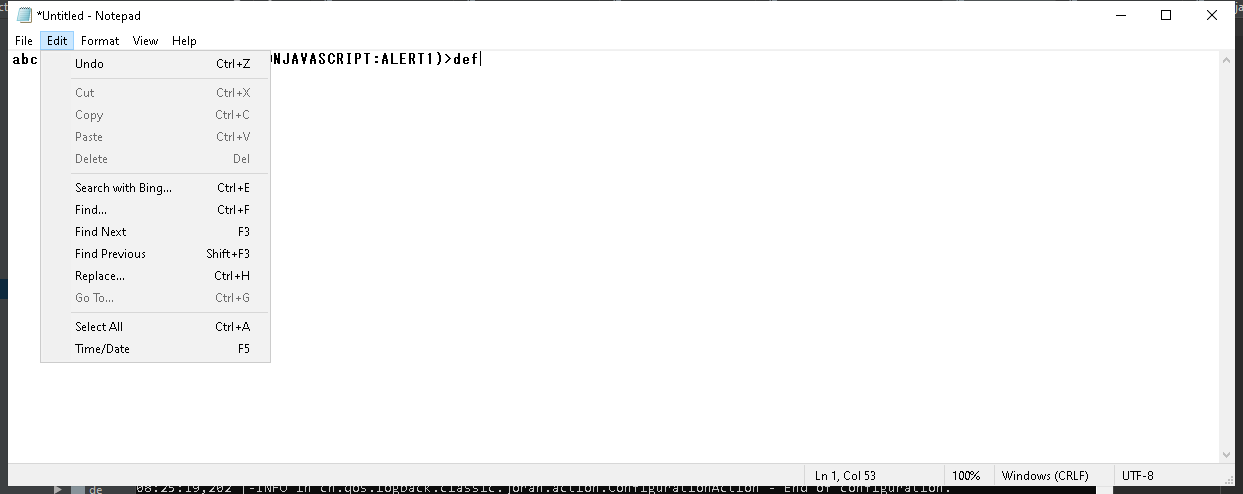 *Untitled - Notepad
File Edit Format View Help
abc NJAVASCRIPT:ALERT1)>def
Undo Ctrl+Z
Cut Ctrl+X
Copy Ctrl+C
Paste Ctrl+V
Delete Del
Search with Bing... Ctrl+E
Find... Ctrl+F
Find Next F3
Find Previous Shift+F3
Replace... Ctrl+H
Go To... Ctrl+G
Select All Ctrl+A
Time/Date F5
Ln 1, Col 53 100% Windows (CRLF) UTF-8
de 08:25:19,202 |-INFO in ch.qos.logback.classic.joran.action.ConfigurationAction - End of configuration.